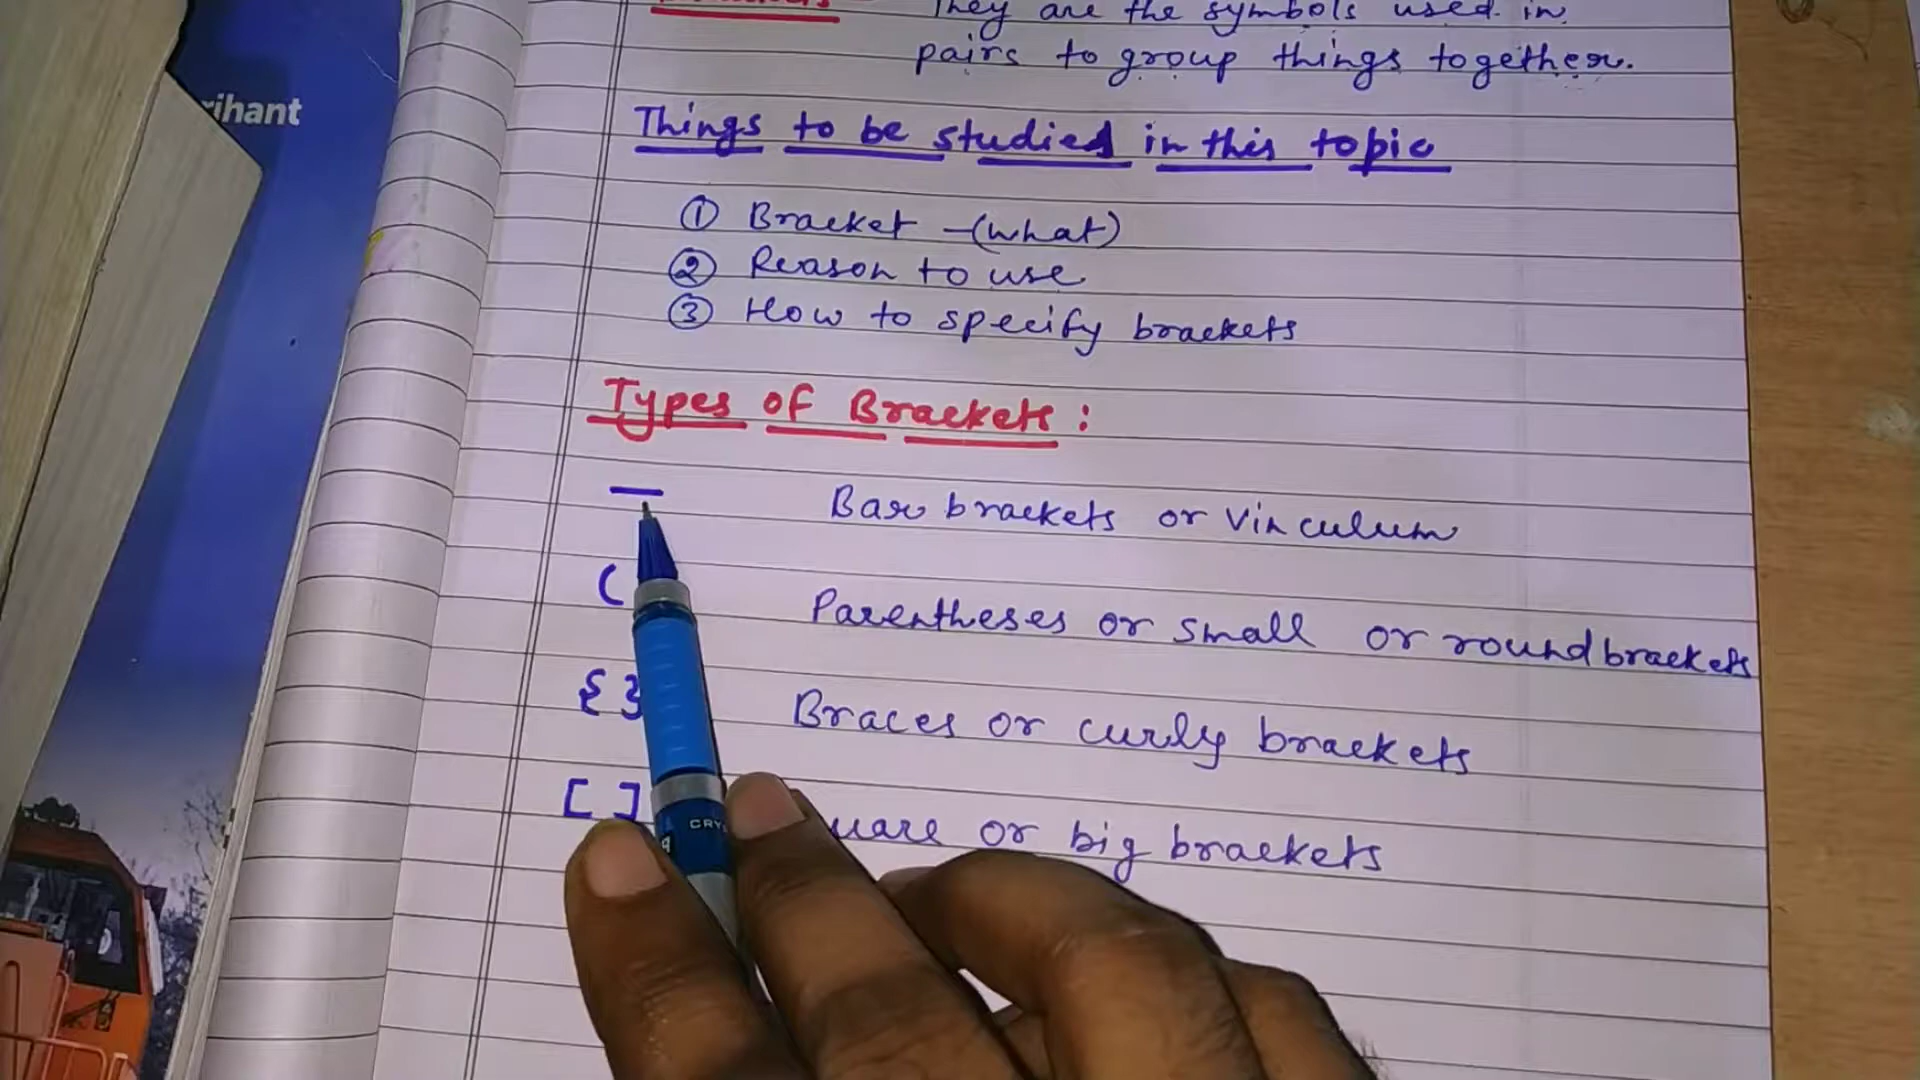 They are the symbols used in
pairs to group things together.
Things to be studied in this topic
① Bracket -(what)
② Reason to use
③ How to specify brackets
Types of Brackets:
— Bar brackets or Vinculum
( Parentheses or small or round brackets
{ } Braces or curly brackets
[ ] or big brackets
rihant
CRY